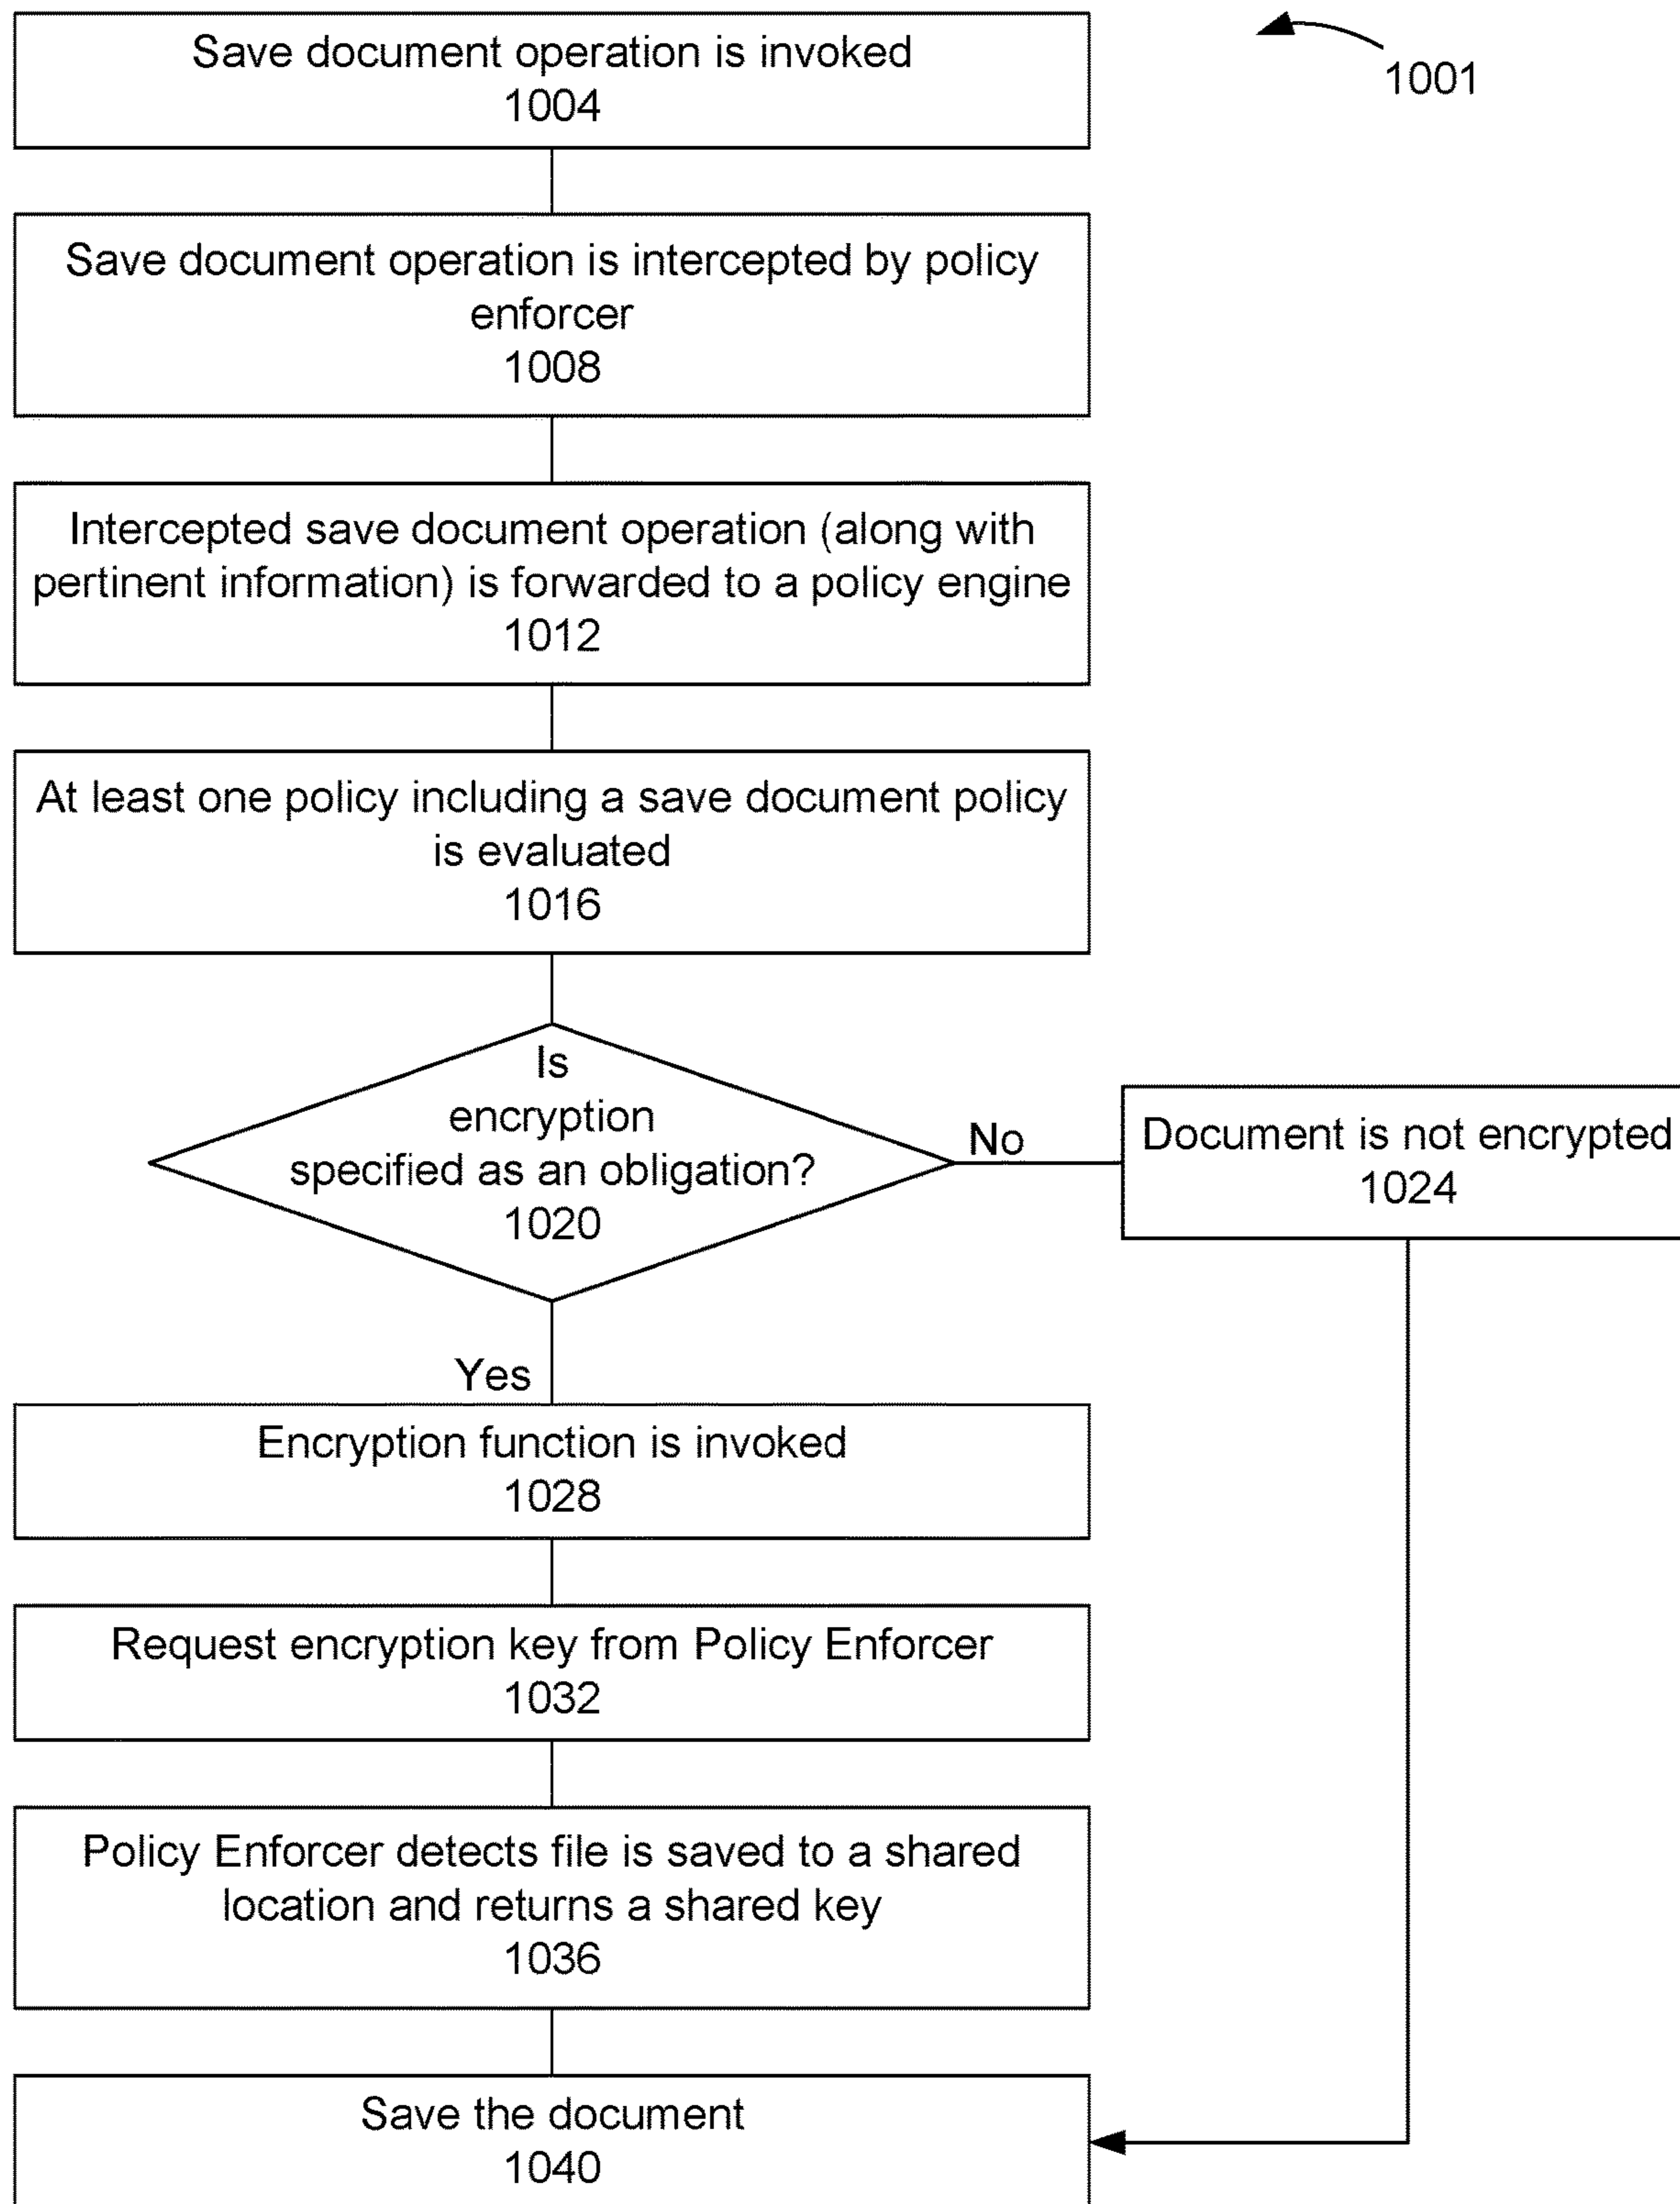 Save document operation is invoked
1004
1001
Save document operation is intercepted by policy
enforcer
1008
Intercepted save document operation (along with
pertinent information) is forwarded to a policy engine
1012
At least one policy including a save document policy
is evaluated
1016
Is
encryption
specified as an obligation?
1020
No
Document is not encrypted
1024
Yes
Encryption function is invoked
1028
Request encryption key from Policy Enforcer
1032
Policy Enforcer detects file is saved to a shared
location and returns a shared key
1036
Save the document
1040